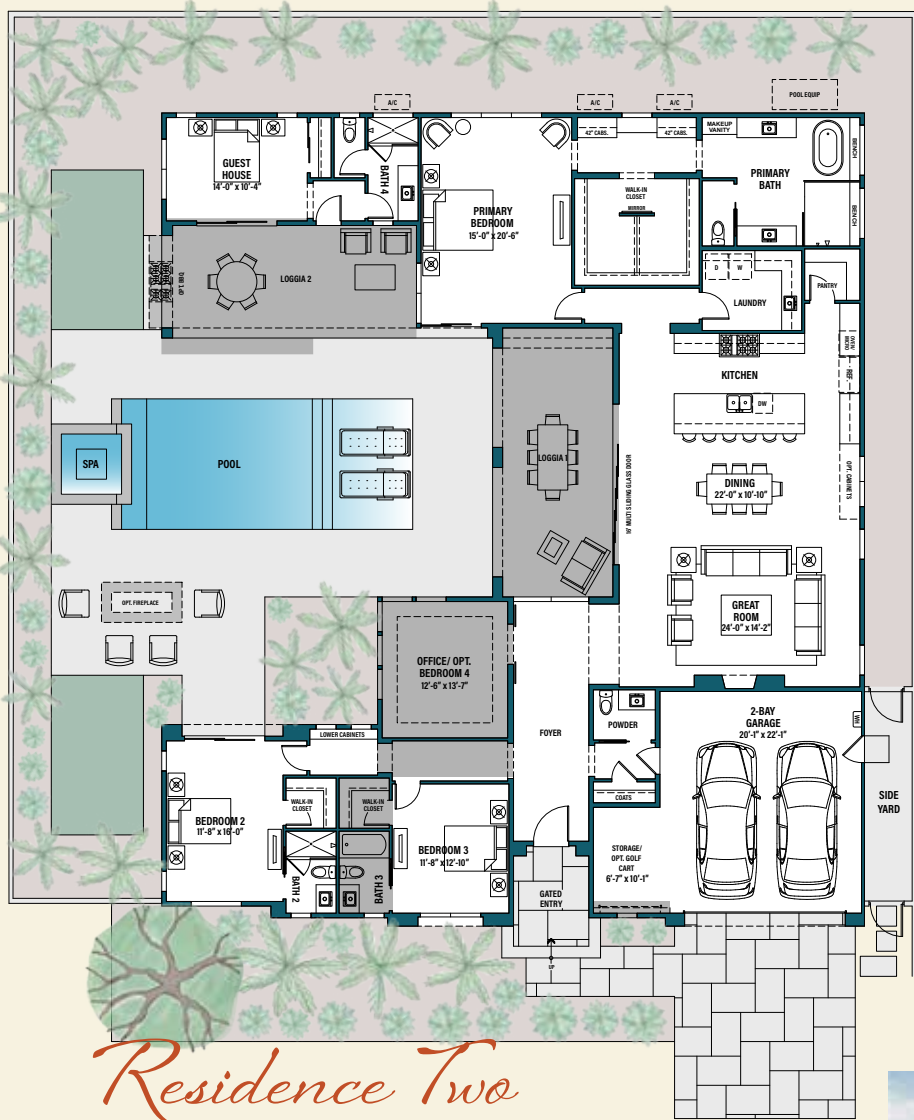 A/C
A/C
A/C
POOL EQUIP
GUEST
HOUSE
14'-0" x 10'-4"
BATH 4
PRIMARY
BEDROOM
15'-0" x 20'-6"
42" CABS.
42" CABS.
WALK-IN
CLOSET
MIRROR
MAKEUP
VANITY
PRIMARY
BATH
BENCH
BENCH
OPT. BBQ
LOGGIA 2
D
W
LAUNDRY
PANTRY
KITCHEN
OVEN/
MICRO
REF.
DW
OPT. CABINETS
SPA
POOL
LOGGIA 1
16' MULTI SLIDING GLASS DOOR
DINING
22'-0" x 10'-10"
OPT. FIREPLACE
GREAT
ROOM
24'-0" x 14'-2"
OFFICE/ OPT.
BEDROOM 4
12'-6" x 13'-7"
FOYER
POWDER
2-BAY
GARAGE
20'-1" x 22'-1"
WH
LOWER CABINETS
COATS
SIDE
YARD
BEDROOM 2
11'-8" x 16'-0"
WALK-IN
CLOSET
WALK-IN
CLOSET
BATH 2
BATH 3
BEDROOM 3
11'-8" x 12'-10"
STORAGE/
OPT. GOLF
CART
6'-7" x 10'-1"
GATED
ENTRY
UP
Residence Two